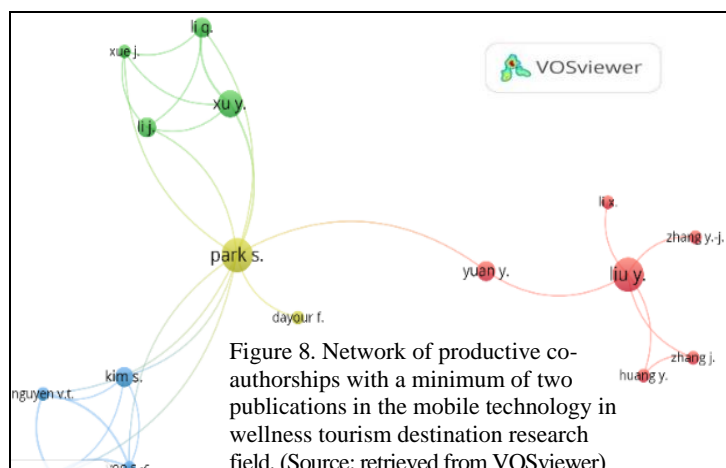 li q.
xue j.
VOSviewer
xu y.
li j.
li x.
zhang y.-j.
park s.
yuan y.
liu y.
dayour f.
Figure 8. Network of productive co-
authorships with a minimum of two
publications in the mobile technology in
wellness tourism destination research
field. (Source: retrieved from VOSviewer)
zhang j.
huang y.
kim s.
nguyen v.t.